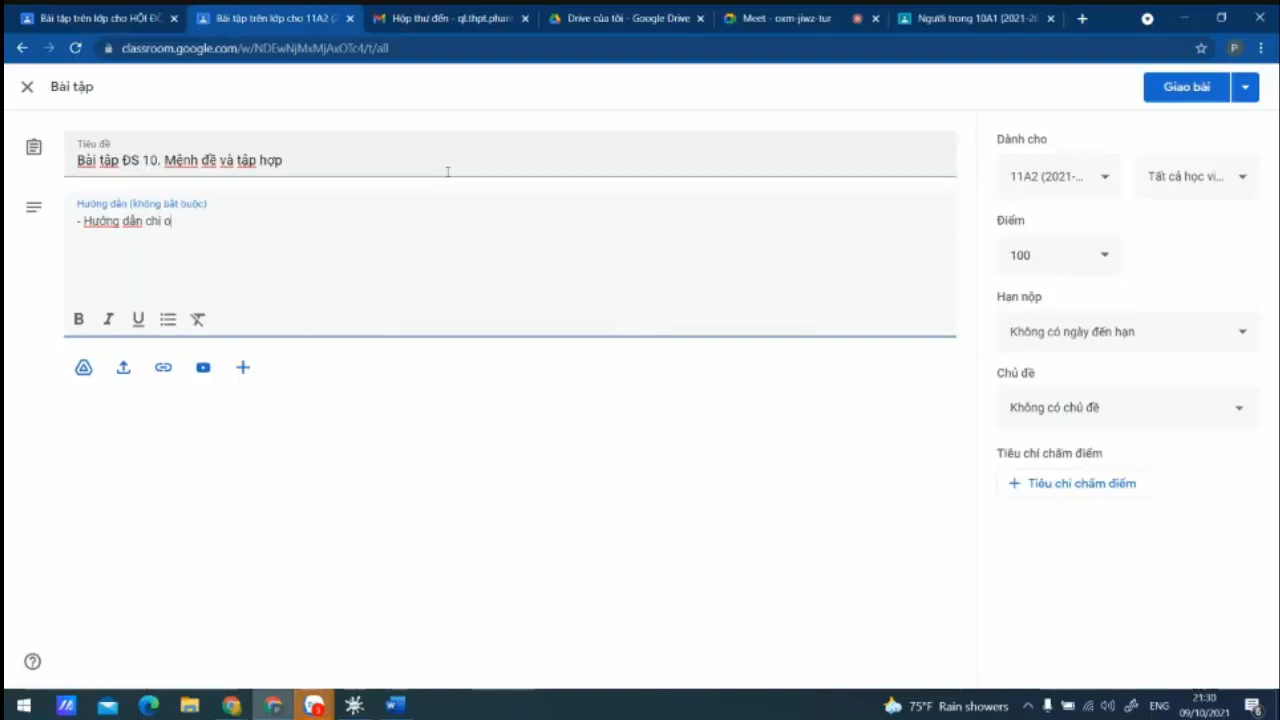 Bài tập trên lớp cho HỘI ĐỒ
Bài tập trên lớp cho 11A2 (2
Hộp thư đến - ql.thpt.phan
Drive của tôi - Google Drive
Meet - oxm-jiwz-tur
Người trong 10A1 (2021-20
classroom.google.com/w/NDEwNjMxMjAxOTc4/t/all
P
Bài tập
Giao bài
Tiêu đề
Bài tập ĐS 10. Mệnh đề và tập hợp
Hướng dẫn (không bắt buộc)
- Hướng dẫn chi o
B I U
Dành cho
11A2 (2021-...
Tất cả học vi...
Điểm
100
Hạn nộp
Không có ngày đến hạn
Chủ đề
Không có chủ đề
Tiêu chí chấm điểm
+ Tiêu chí chấm điểm
75°F Rain showers
ENG
21:30
09/10/2021